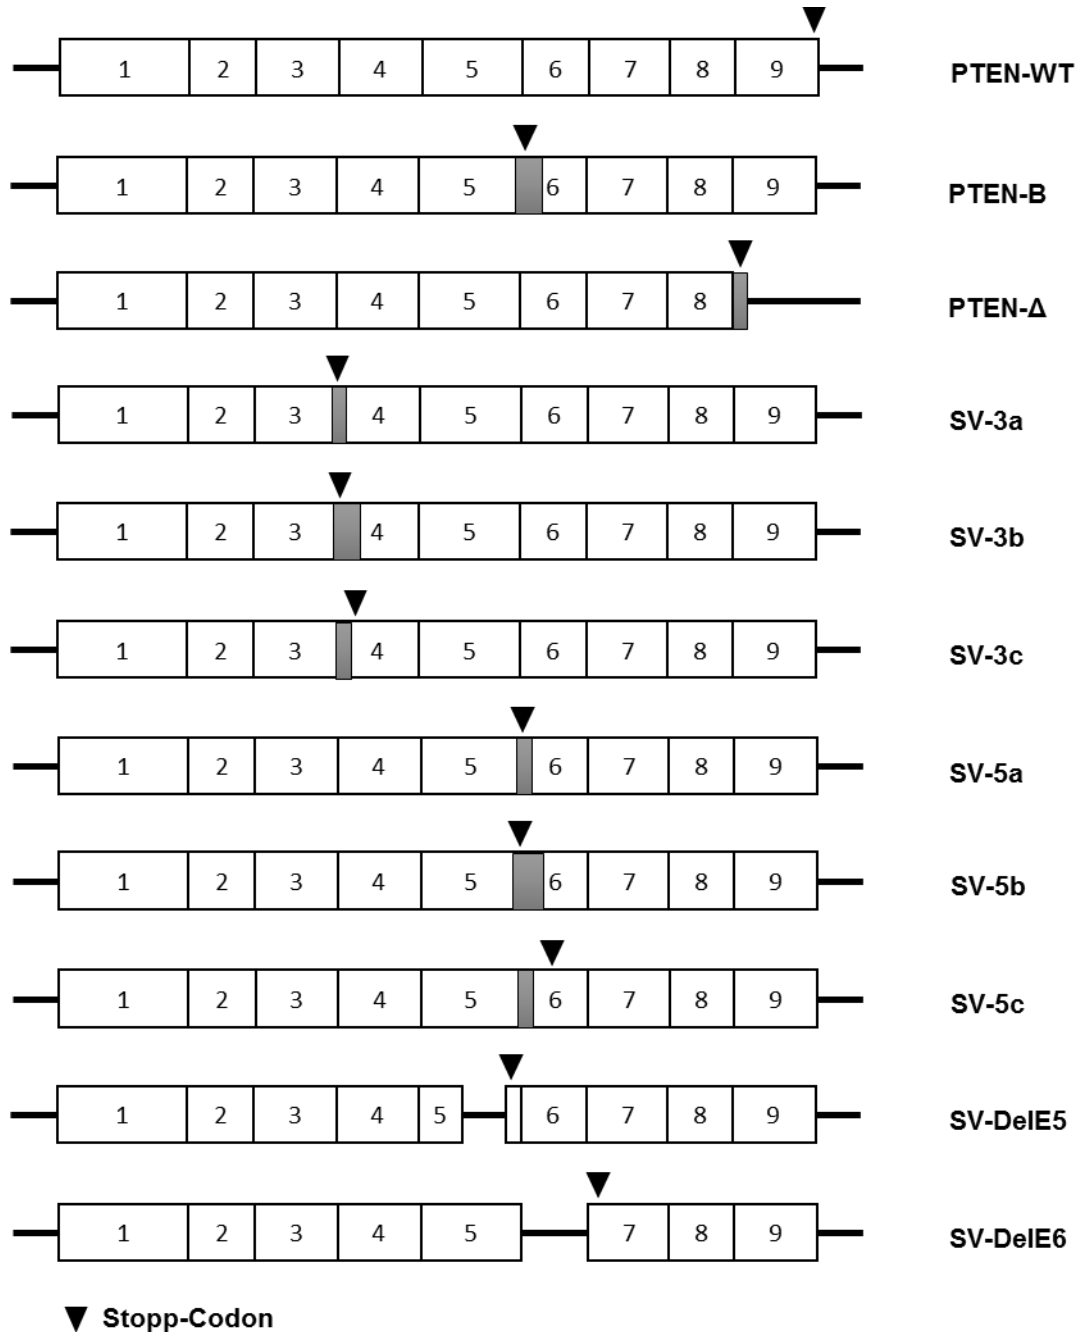 1 2 3 4 5 6 7 8 9 PTEN-WT
1 2 3 4 5 6 7 8 9 PTEN-B
1 2 3 4 5 6 7 8 PTEN-Δ
1 2 3 4 5 6 7 8 9 SV-3a
1 2 3 4 5 6 7 8 9 SV-3b
1 2 3 4 5 6 7 8 9 SV-3c
1 2 3 4 5 6 7 8 9 SV-5a
1 2 3 4 5 6 7 8 9 SV-5b
1 2 3 4 5 6 7 8 9 SV-5c
1 2 3 4 5 6 7 8 9 SV-DelE5
1 2 3 4 5 7 8 9 SV-DelE6
Stopp-Codon